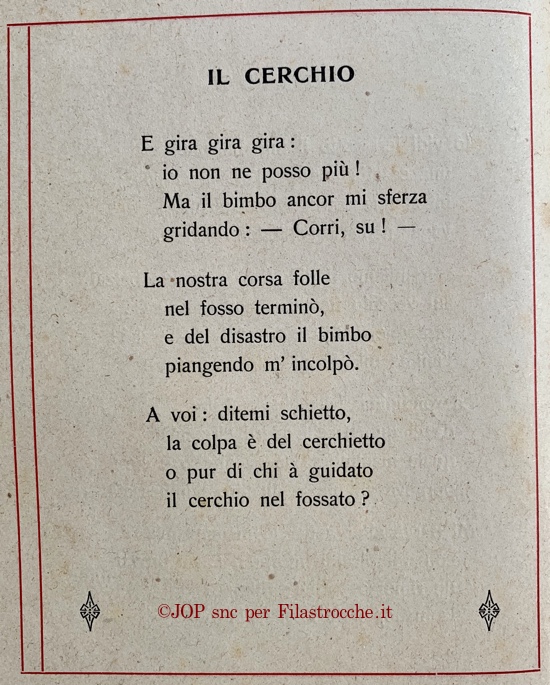 IL CERCHIO
E gira gira gira :
io non ne posso più !
Ma il bimbo ancor mi sferza
gridando : — Corri, su ! —
La nostra corsa folle
nel fosso terminò,
e del disastro il bimbo
piangendo m' incolpò.
A voi : ditemi schietto,
la colpa è del cerchietto
o pur di chi à guidato
il cerchio nel fossato ?
©JOP snc per Filastrocche.it